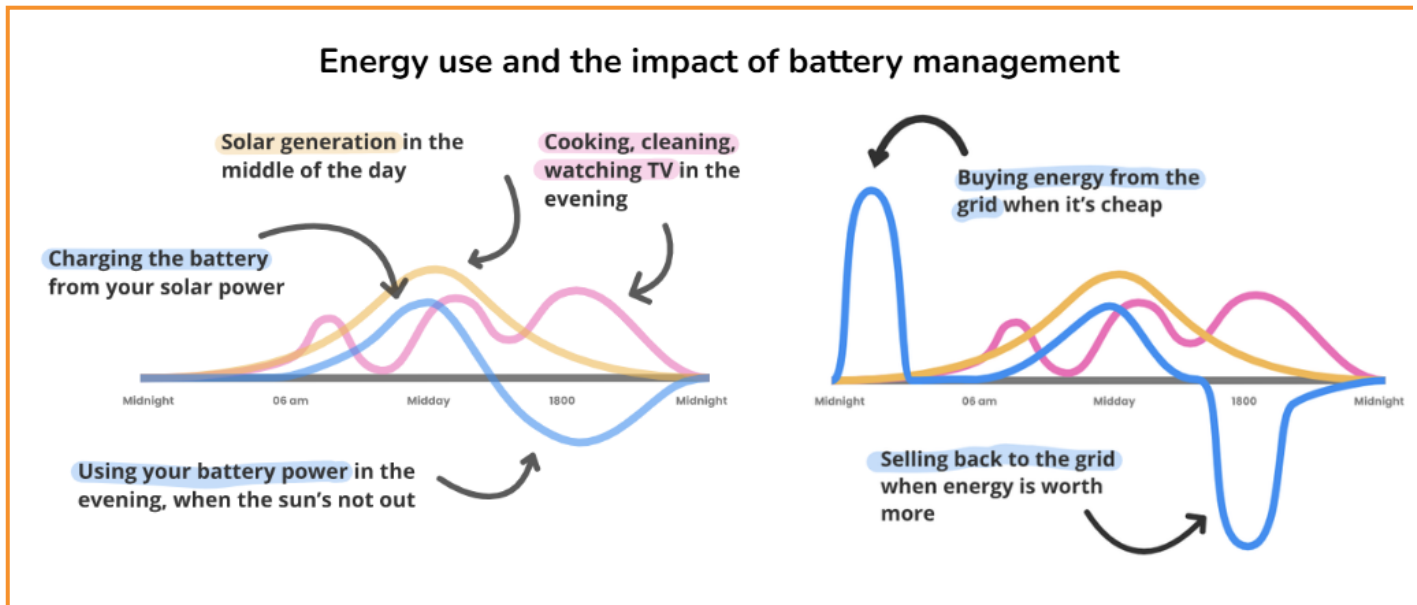 Energy use and the impact of battery management
Solar generation in the
middle of the day
Cooking, cleaning,
watching TV in the
evening
Charging the battery
from your solar power
Midnight
06 am
Midday
1800
Midnight
Using your battery power in the
evening, when the sun's not out
Buying energy from the
grid when it's cheap
Midnight
06 am
Midday
1800
Midnight
Selling back to the grid
when energy is worth
more